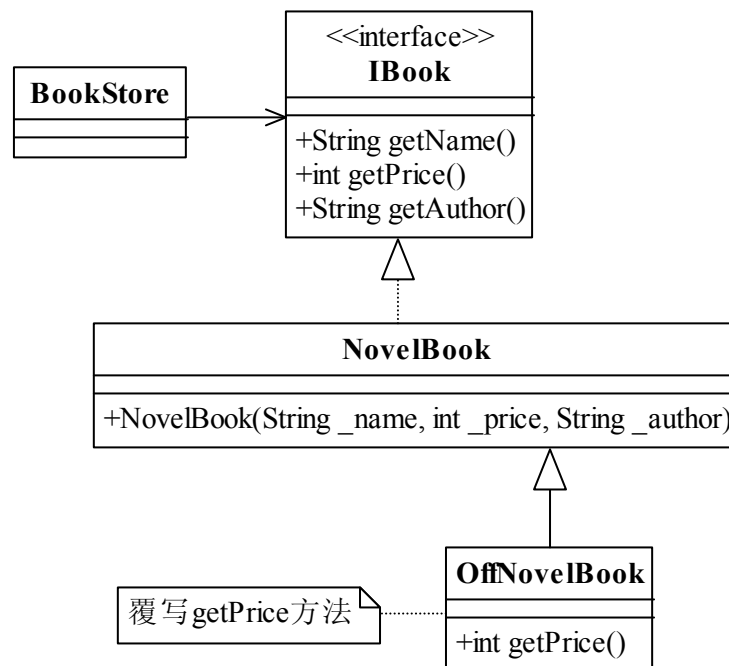 <<interface>>
IBook
BookStore
+String getName()
+int getPrice()
+String getAuthor()
NovelBook
+NovelBook(String _name, int _price, String _author)
OffNovelBook
覆写getPrice方法
+int getPrice()